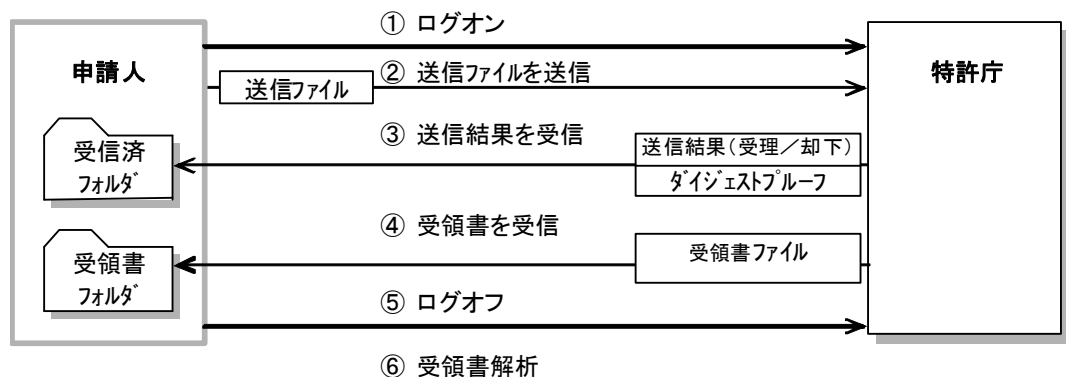 ① ログオン
申請人
特許庁
② 送信ファイルを送信
送信ファイル
③ 送信結果を受信
受信済
フォルダ
送信結果（受理／却下）
ダイジェストプルーフ
④ 受領書を受信
受領書
フォルダ
受領書ファイル
⑤ ログオフ
⑥ 受領書解析